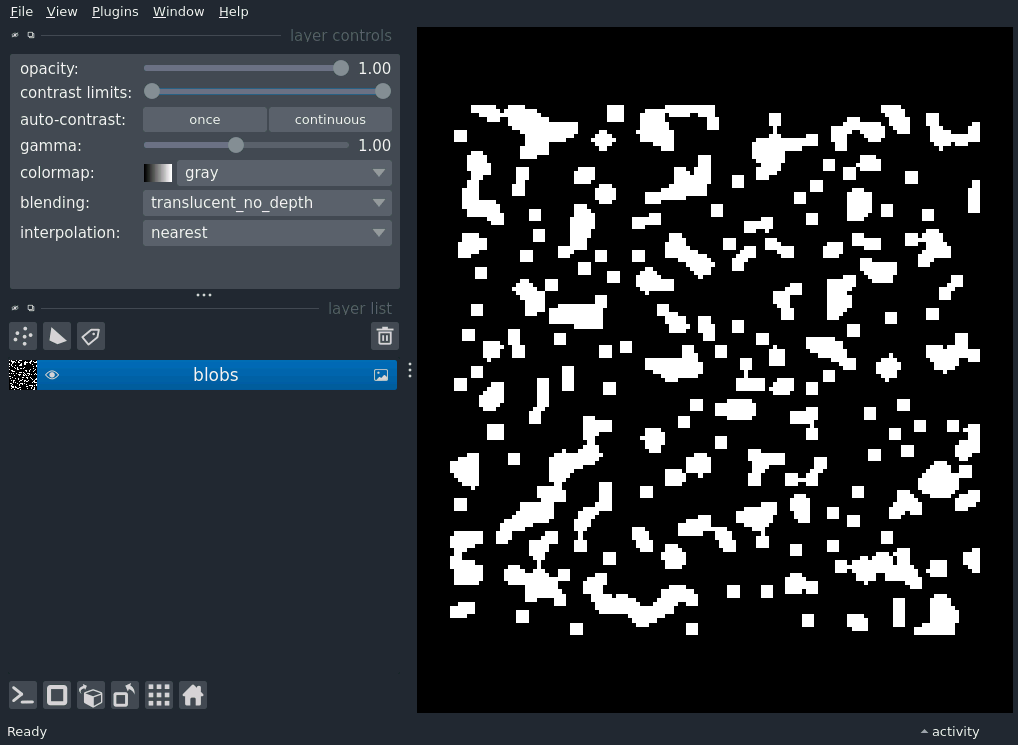 File View Plugins Window Help
layer controls
opacity: 1.00
contrast limits:
auto-contrast: once continuous
gamma: 1.00
colormap: gray
blending: translucent_no_depth
interpolation: nearest
layer list
blobs
Ready activity